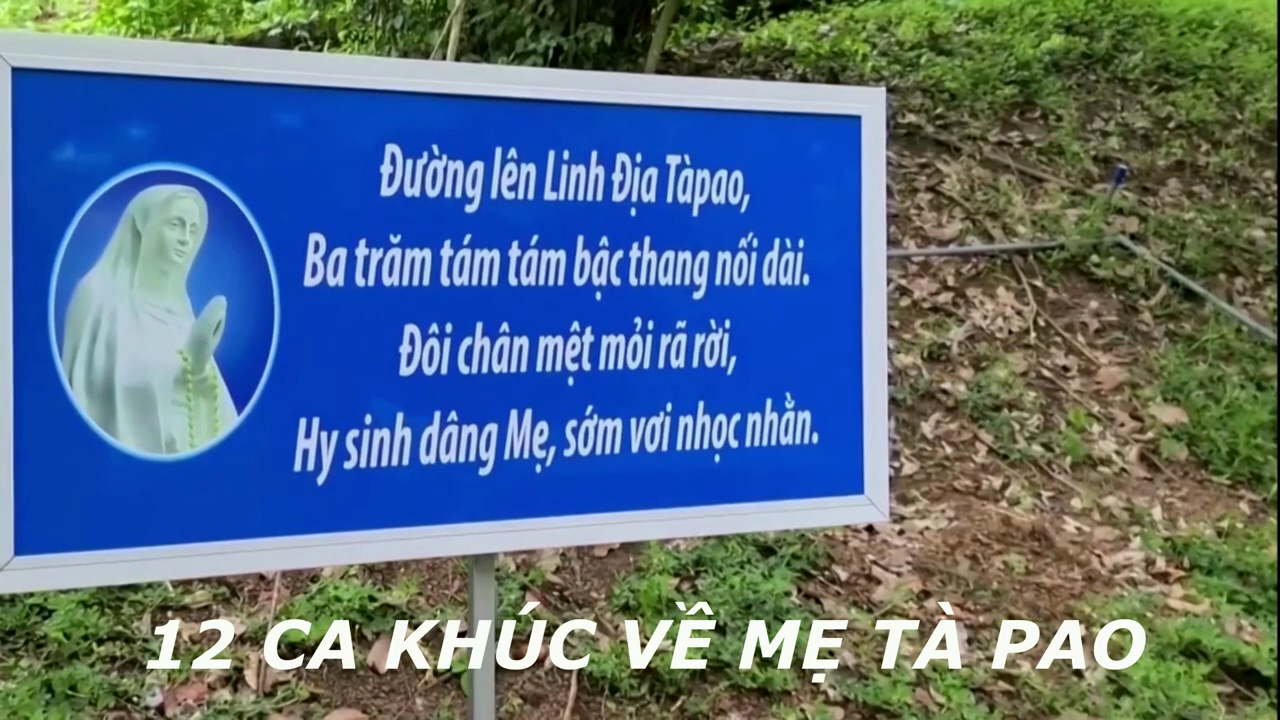 Đường lên Linh Địa Tàpao,
Ba trăm tám tám bậc thang nối dài.
Đôi chân mệt mỏi rã rời,
Hy sinh dâng Mẹ, sớm vơi nhọc nhằn.
12 CA KHÚC VỀ MẸ TÀ PAO